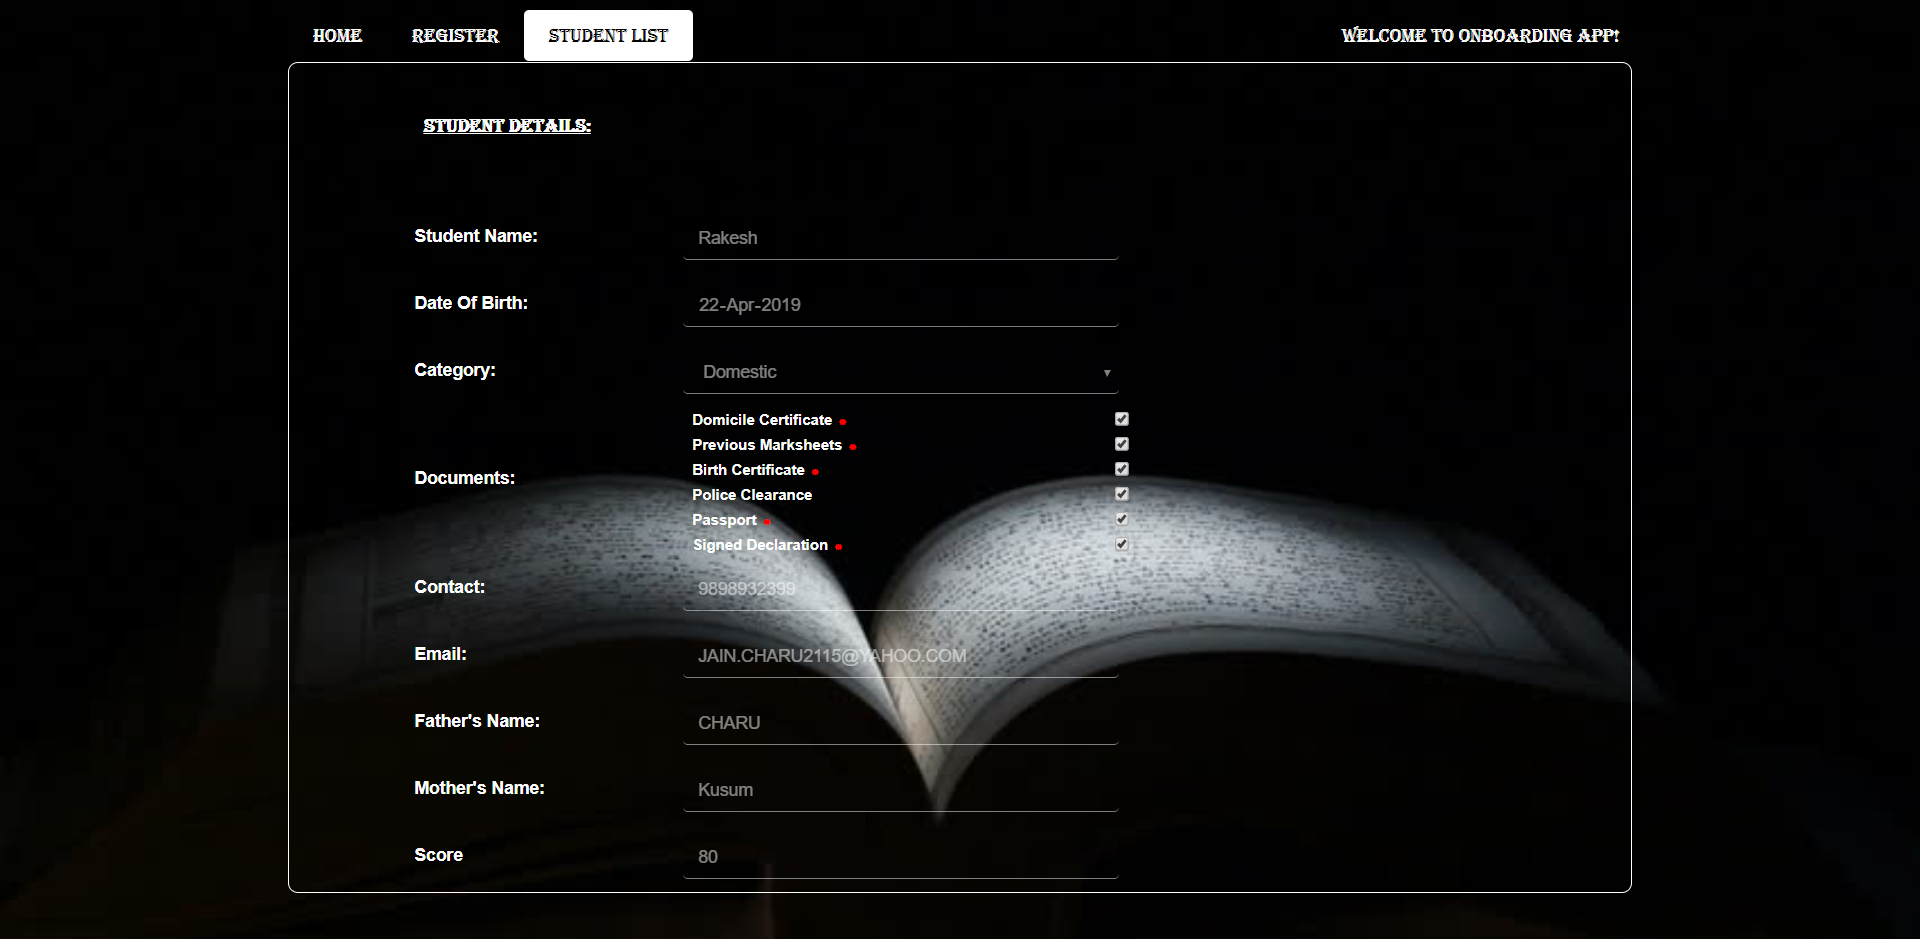 HOME REGISTER STUDENT LIST WELCOME TO ONBOARDING APP!
STUDENT DETAILS:
Student Name: Rakesh
Date Of Birth: 22-Apr-2019
Category: Domestic
Domicile Certificate
Previous Marksheets
Birth Certificate
Documents:
Police Clearance
Passport
Signed Declaration
Contact: 9898932399
Email: JAIN.CHARU2115@YAHOO.COM
Father's Name: CHARU
Mother's Name: Kusum
Score 80